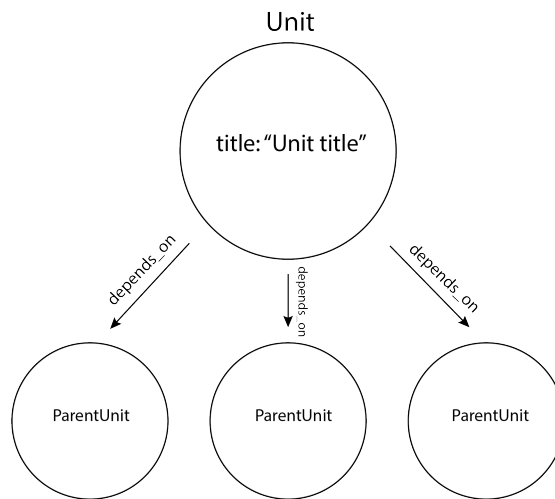 Unit
title: “Unit title”
depends_on
depends_on
depends_on
ParentUnit
ParentUnit
ParentUnit